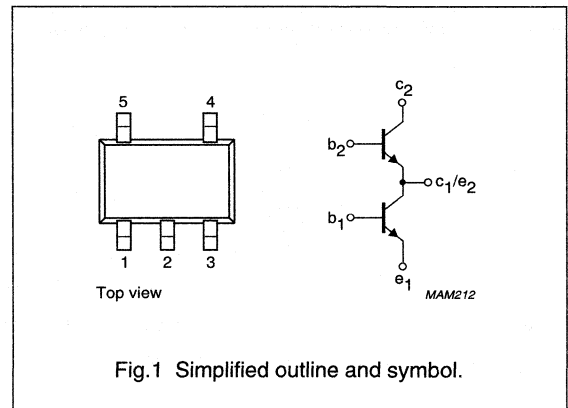 5 4
1 2 3
Top view
c2
b2
c1/e2
b1
e1
MAM212
Fig.1 Simplified outline and symbol.